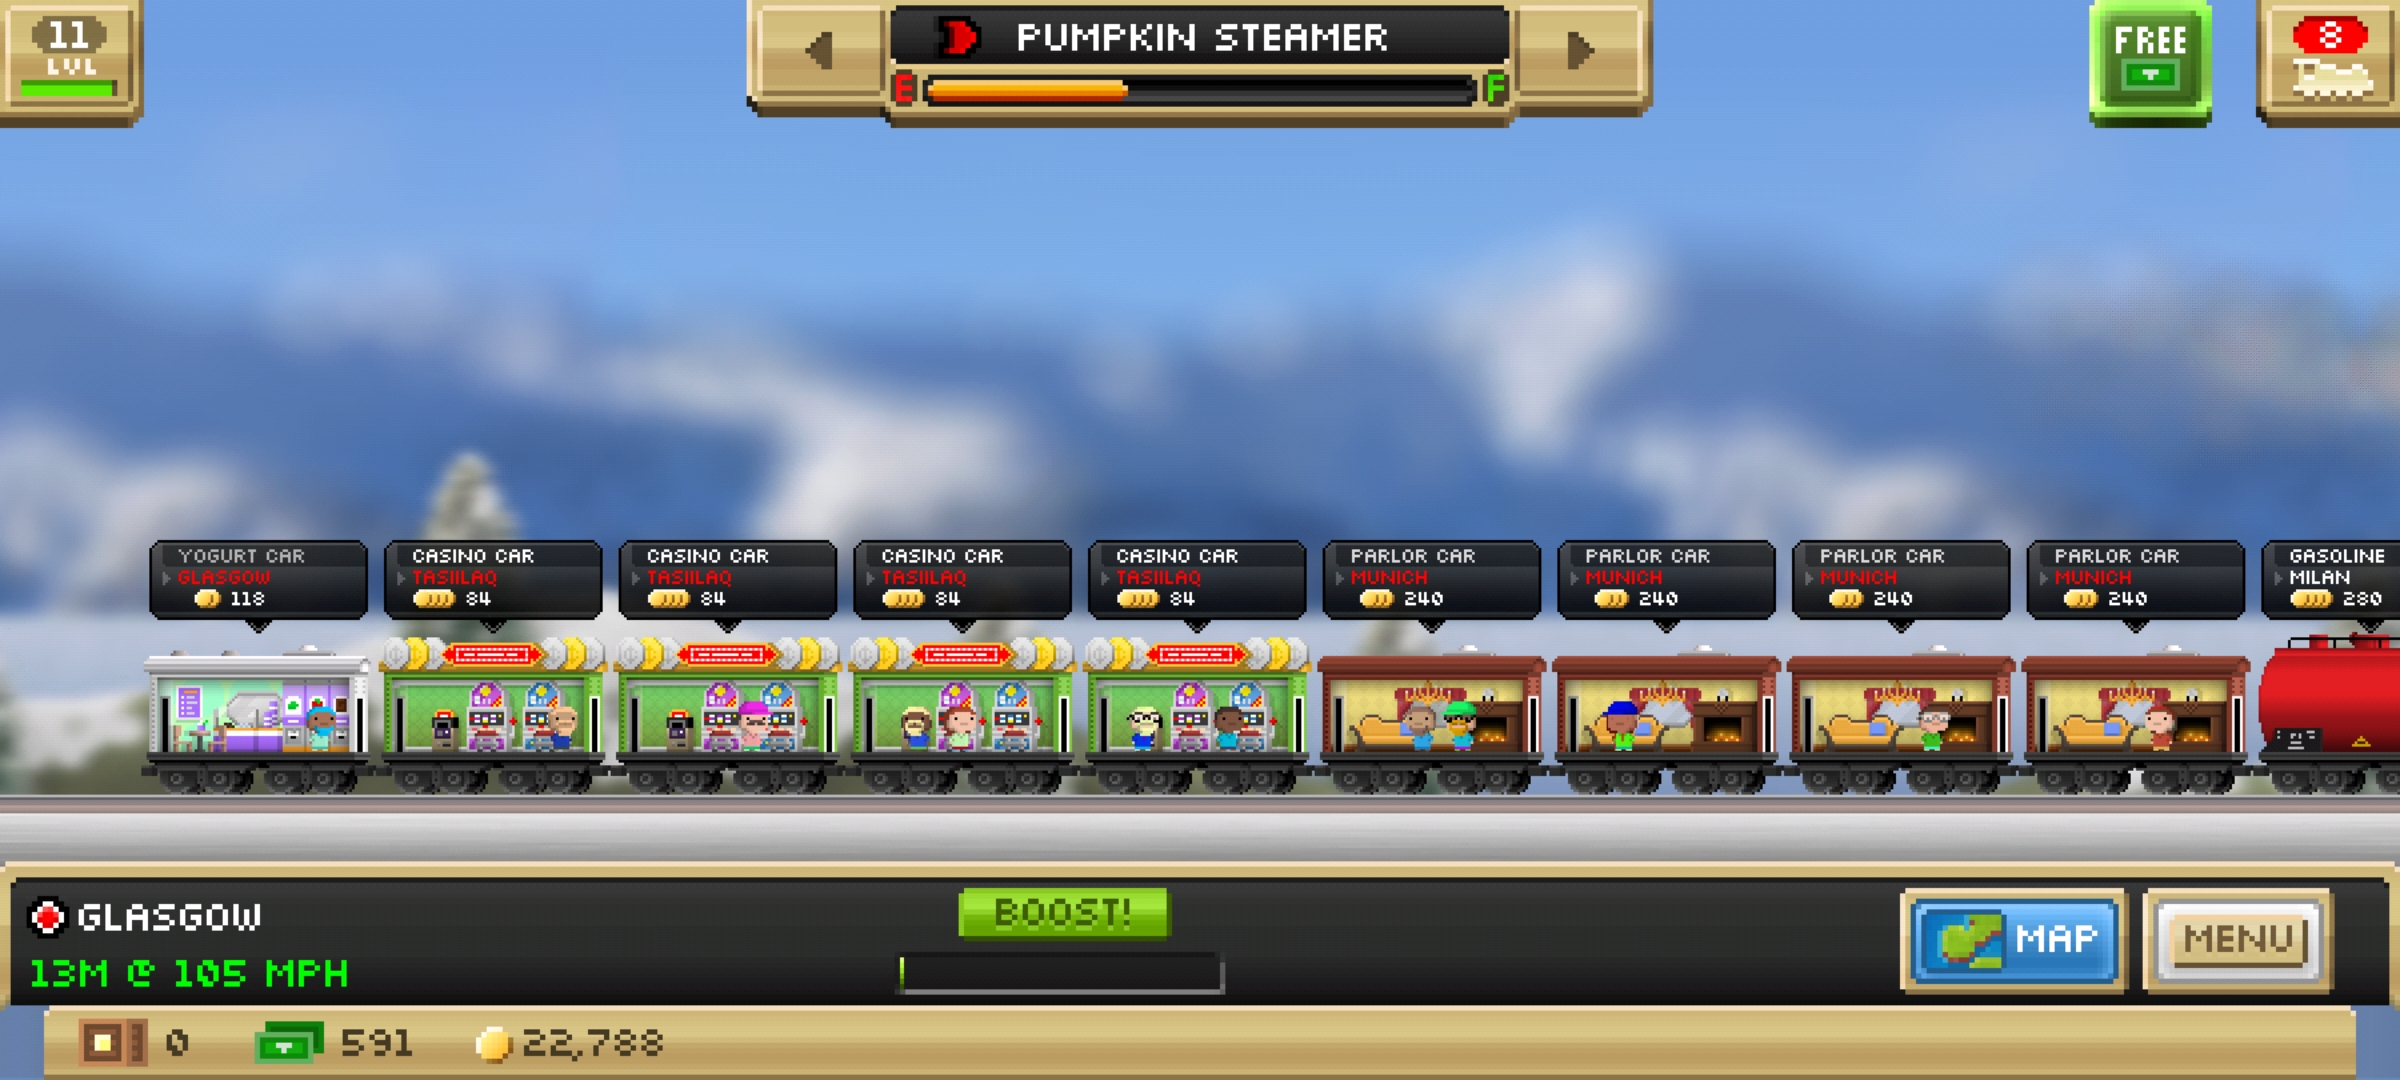 11
LVL
PUMPKIN STEAMER
E
F
FREE
8
YOGURT CAR
GLASGOW
118
CASINO CAR
TASIILAQ
84
CASINO CAR
TASIILAQ
84
CASINO CAR
TASIILAQ
84
CASINO CAR
TASIILAQ
84
PARLOR CAR
MUNICH
240
PARLOR CAR
MUNICH
240
PARLOR CAR
MUNICH
240
PARLOR CAR
MUNICH
240
GASOLINE
MILAN
280
GLASGOW
13M @ 105 MPH
BOOST!
MAP
MENU
0
591
22,788